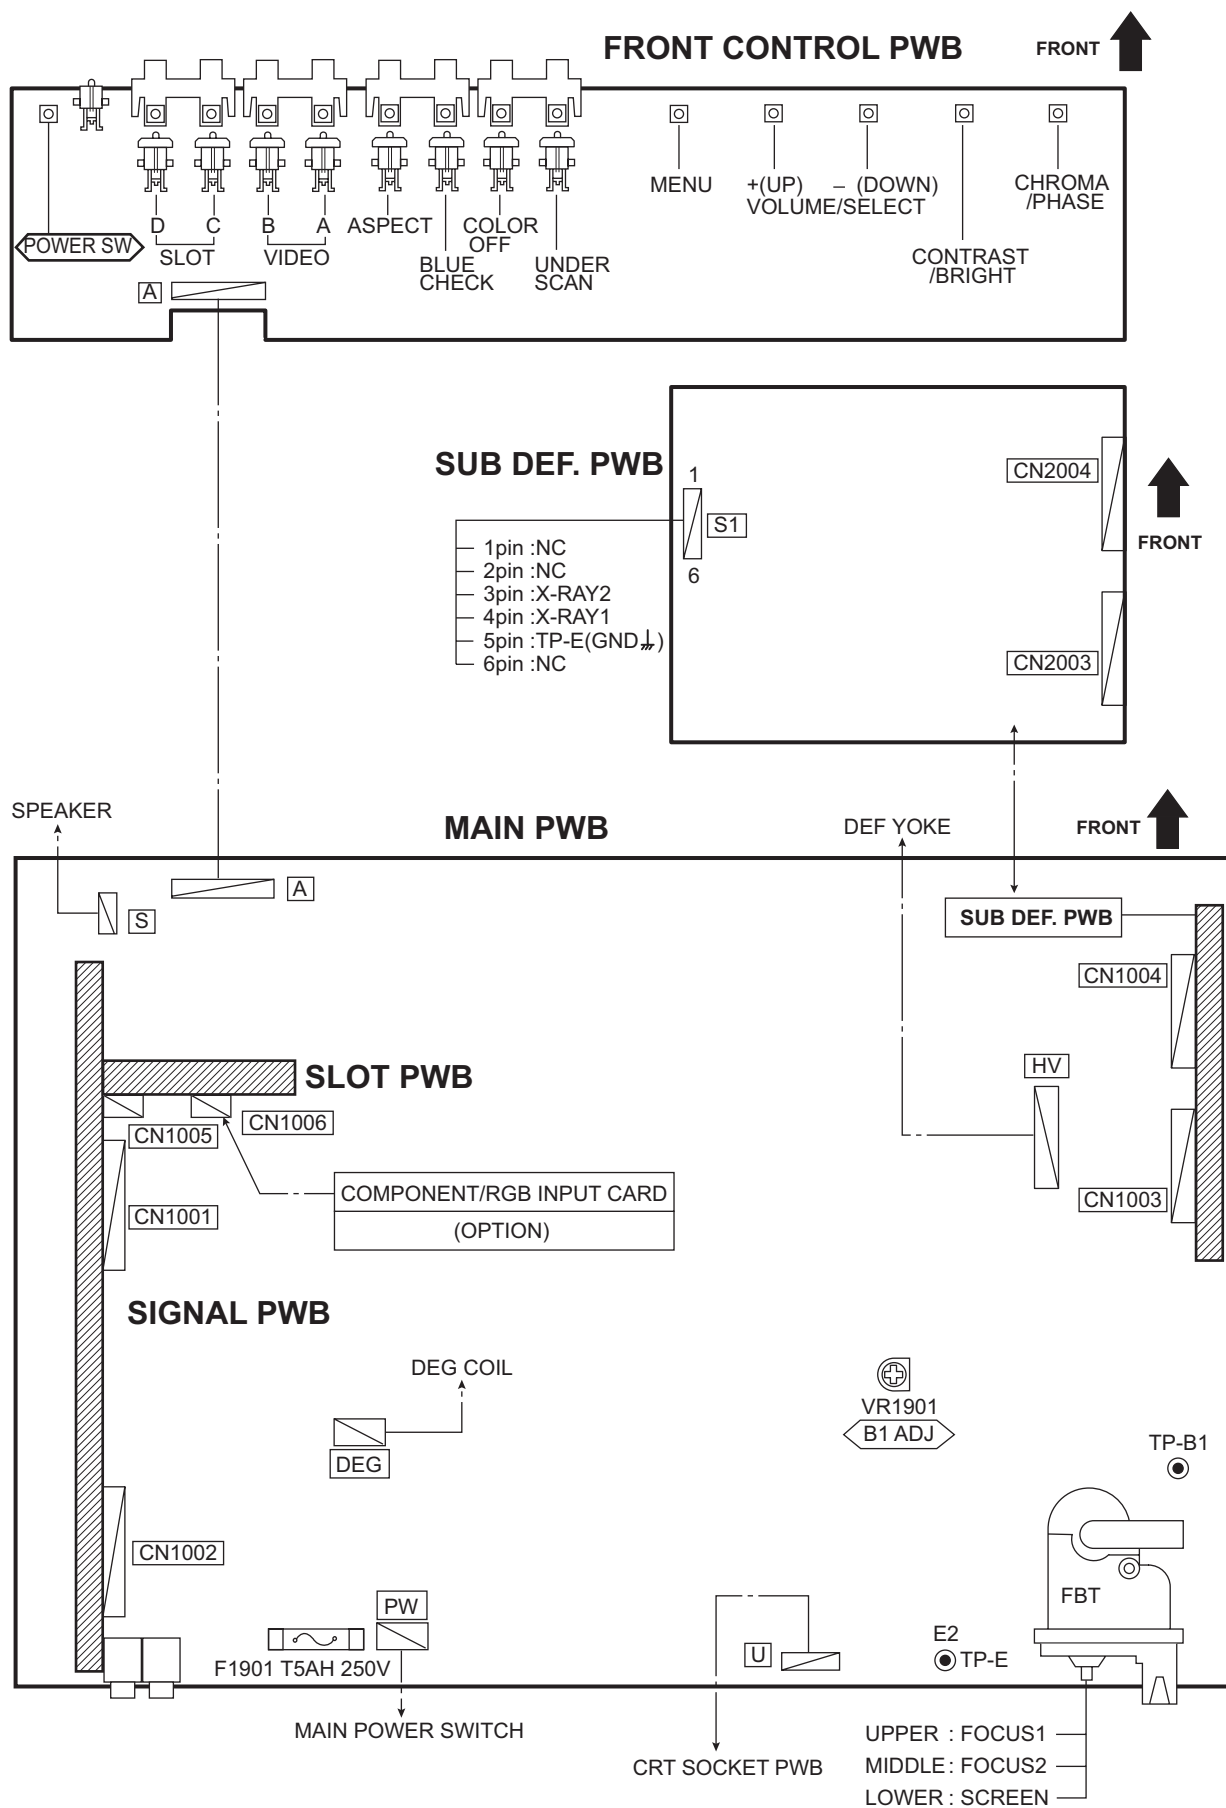 FRONT CONTROL PWB
FRONT
MENU
+(UP) – (DOWN)
VOLUME/SELECT
CHROMA
/PHASE
POWER SW
D C
SLOT
B A
VIDEO
ASPECT
COLOR
OFF
BLUE
CHECK
UNDER
SCAN
CONTRAST
/BRIGHT
A
SUB DEF. PWB
1
S1
6
CN2004
FRONT
CN2003
1pin :NC
2pin :NC
3pin :X-RAY2
4pin :X-RAY1
5pin :TP-E(GND)
6pin :NC
SPEAKER
MAIN PWB
DEF YOKE
FRONT
A
S
SUB DEF. PWB
CN1004
SLOT PWB
HV
CN1005
CN1006
CN1001
COMPONENT/RGB INPUT CARD
(OPTION)
CN1003
SIGNAL PWB
DEG COIL
DEG
VR1901
B1 ADJ
TP-B1
CN1002
PW
FBT
F1901 T5AH 250V
U
E2
TP-E
MAIN POWER SWITCH
CRT SOCKET PWB
UPPER : FOCUS1
MIDDLE : FOCUS2
LOWER : SCREEN